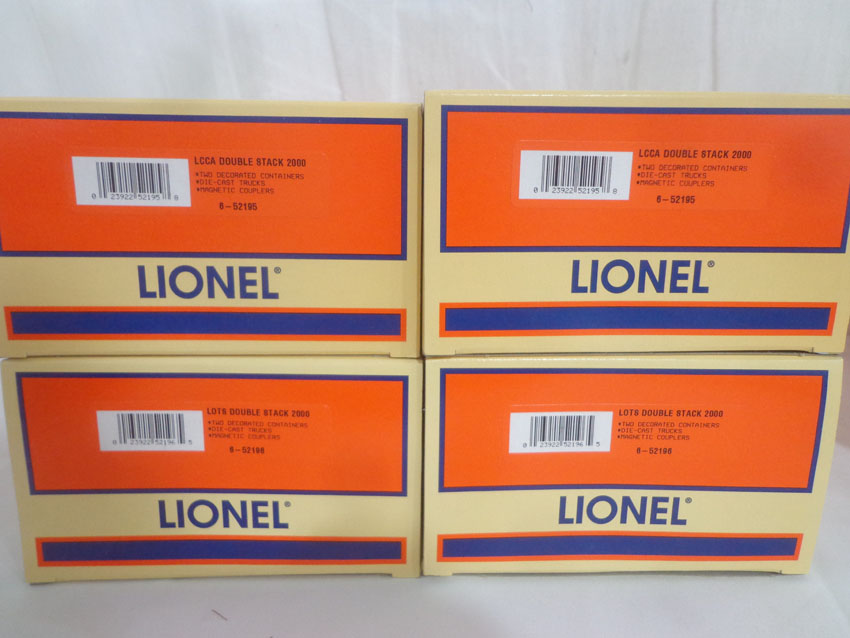 LCCA DOUBLE STACK 2000
*TWO DECORATED CONTAINERS
*DIE-CAST TRUCKS
*MAGNETIC COUPLERS
6-52195
0 23922 52195 8
LIONEL®
LCCA DOUBLE STACK 2000
*TWO DECORATED CONTAINERS
*DIE-CAST TRUCKS
*MAGNETIC COUPLERS
6-52195
0 23922 52195 8
LIONEL®
LOTS DOUBLE STACK 2000
*TWO DECORATED CONTAINERS
*DIE-CAST TRUCKS
*MAGNETIC COUPLERS
6-52196
0 23922 52196 5
LIONEL®
LOTS DOUBLE STACK 2000
*TWO DECORATED CONTAINERS
*DIE-CAST TRUCKS
*MAGNETIC COUPLERS
6-52196
0 23922 52196 5
LIONEL®